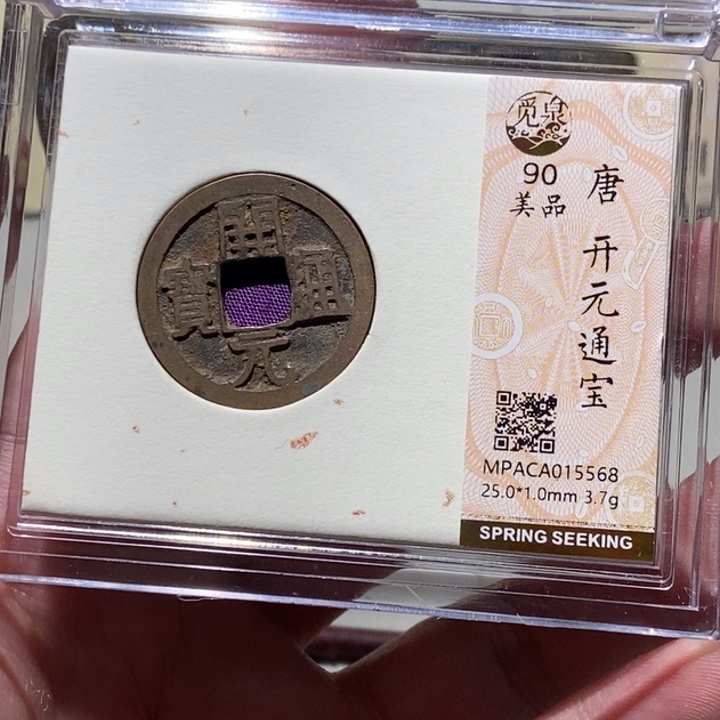 開
元
通
寶
觅泉
90
美品
唐 开元通宝
MPACA015568
25.0*1.0mm 3.7g
SPRING SEEKING